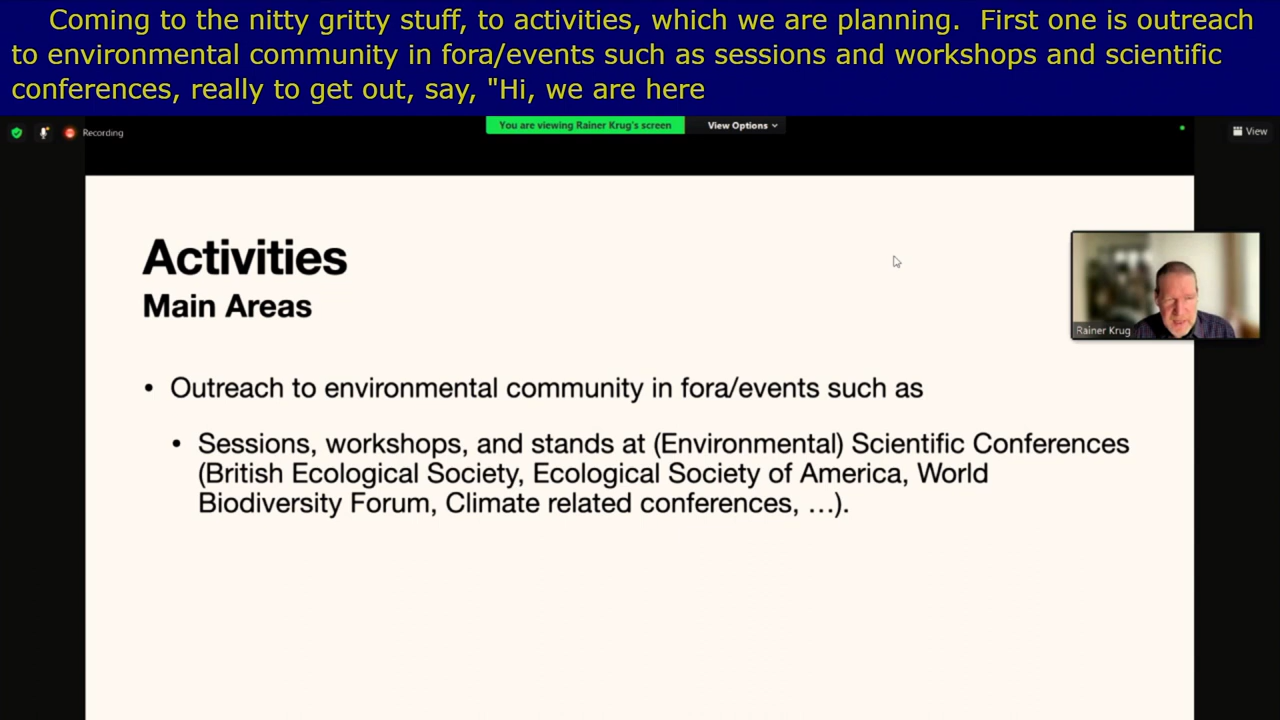 Coming to the nitty gritty stuff, to activities, which we are planning.  First one is outreach
to environmental community in fora/events such as sessions and workshops and scientific
conferences, really to get out, say, "Hi, we are here
Recording
You are viewing Rainer Krug's screen
View Options
View
Activities
Main Areas
Rainer Krug
• Outreach to environmental community in fora/events such as
• Sessions, workshops, and stands at (Environmental) Scientific Conferences
(British Ecological Society, Ecological Society of America, World
Biodiversity Forum, Climate related conferences, …).